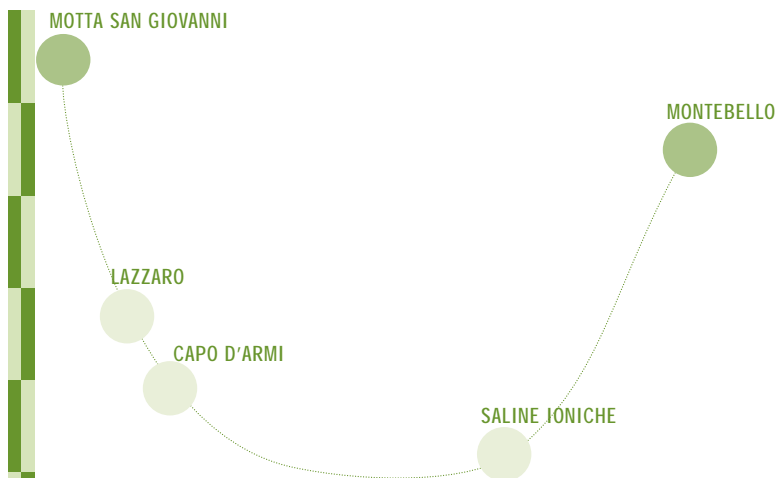 MOTTA SAN GIOVANNI
MONTEBELLO
LAZZARO
CAPO D'ARMI
SALINE IONICHE